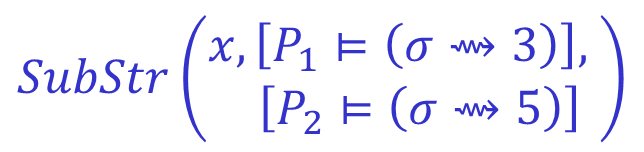 SubStr(x, [P₁ ⊨ (σ ⟿ 3)],
[P₂ ⊨ (σ ⟿ 5)])